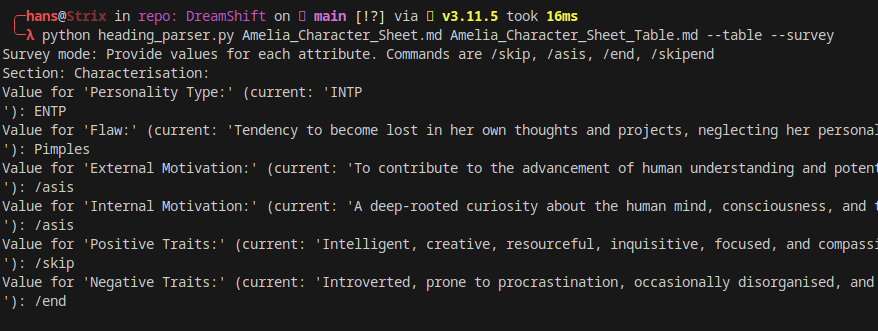 hans@Strix in repo: DreamShift on main [!?] via v3.11.5 took 16ms
λ python heading_parser.py Amelia_Character_Sheet.md Amelia_Character_Sheet_Table.md --table --survey
Survey mode: Provide values for each attribute. Commands are /skip, /asis, /end, /skipend
Section: Characterisation:
Value for 'Personality Type:' (current: 'INTP
'): ENTP
Value for 'Flaw:' (current: 'Tendency to become lost in her own thoughts and projects, neglecting her personal
'): Pimples
Value for 'External Motivation:' (current: 'To contribute to the advancement of human understanding and potent
'): /asis
Value for 'Internal Motivation:' (current: 'A deep-rooted curiosity about the human mind, consciousness, and t
'): /asis
Value for 'Positive Traits:' (current: 'Intelligent, creative, resourceful, inquisitive, focused, and compassi
'): /skip
Value for 'Negative Traits:' (current: 'Introverted, prone to procrastination, occasionally disorganised, and
'): /end